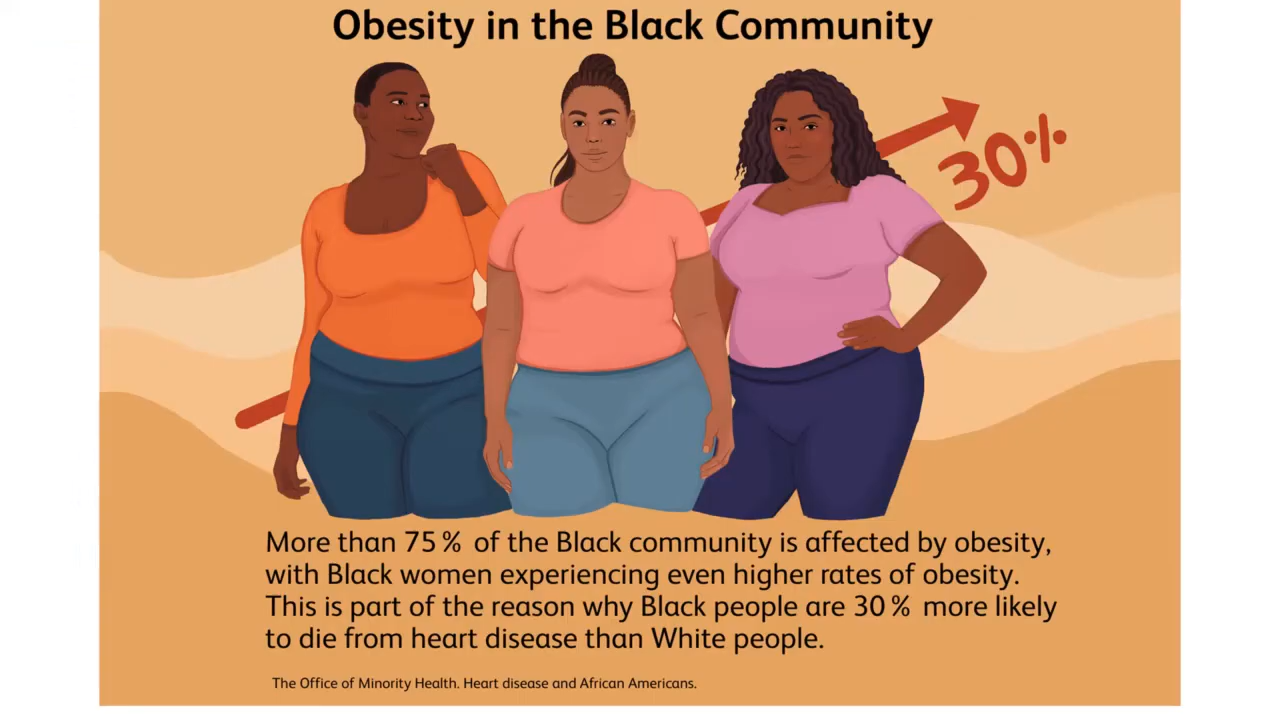 Obesity in the Black Community
30%
More than 75% of the Black community is affected by obesity,
with Black women experiencing even higher rates of obesity.
This is part of the reason why Black people are 30% more likely
to die from heart disease than White people.
The Office of Minority Health. Heart disease and African Americans.